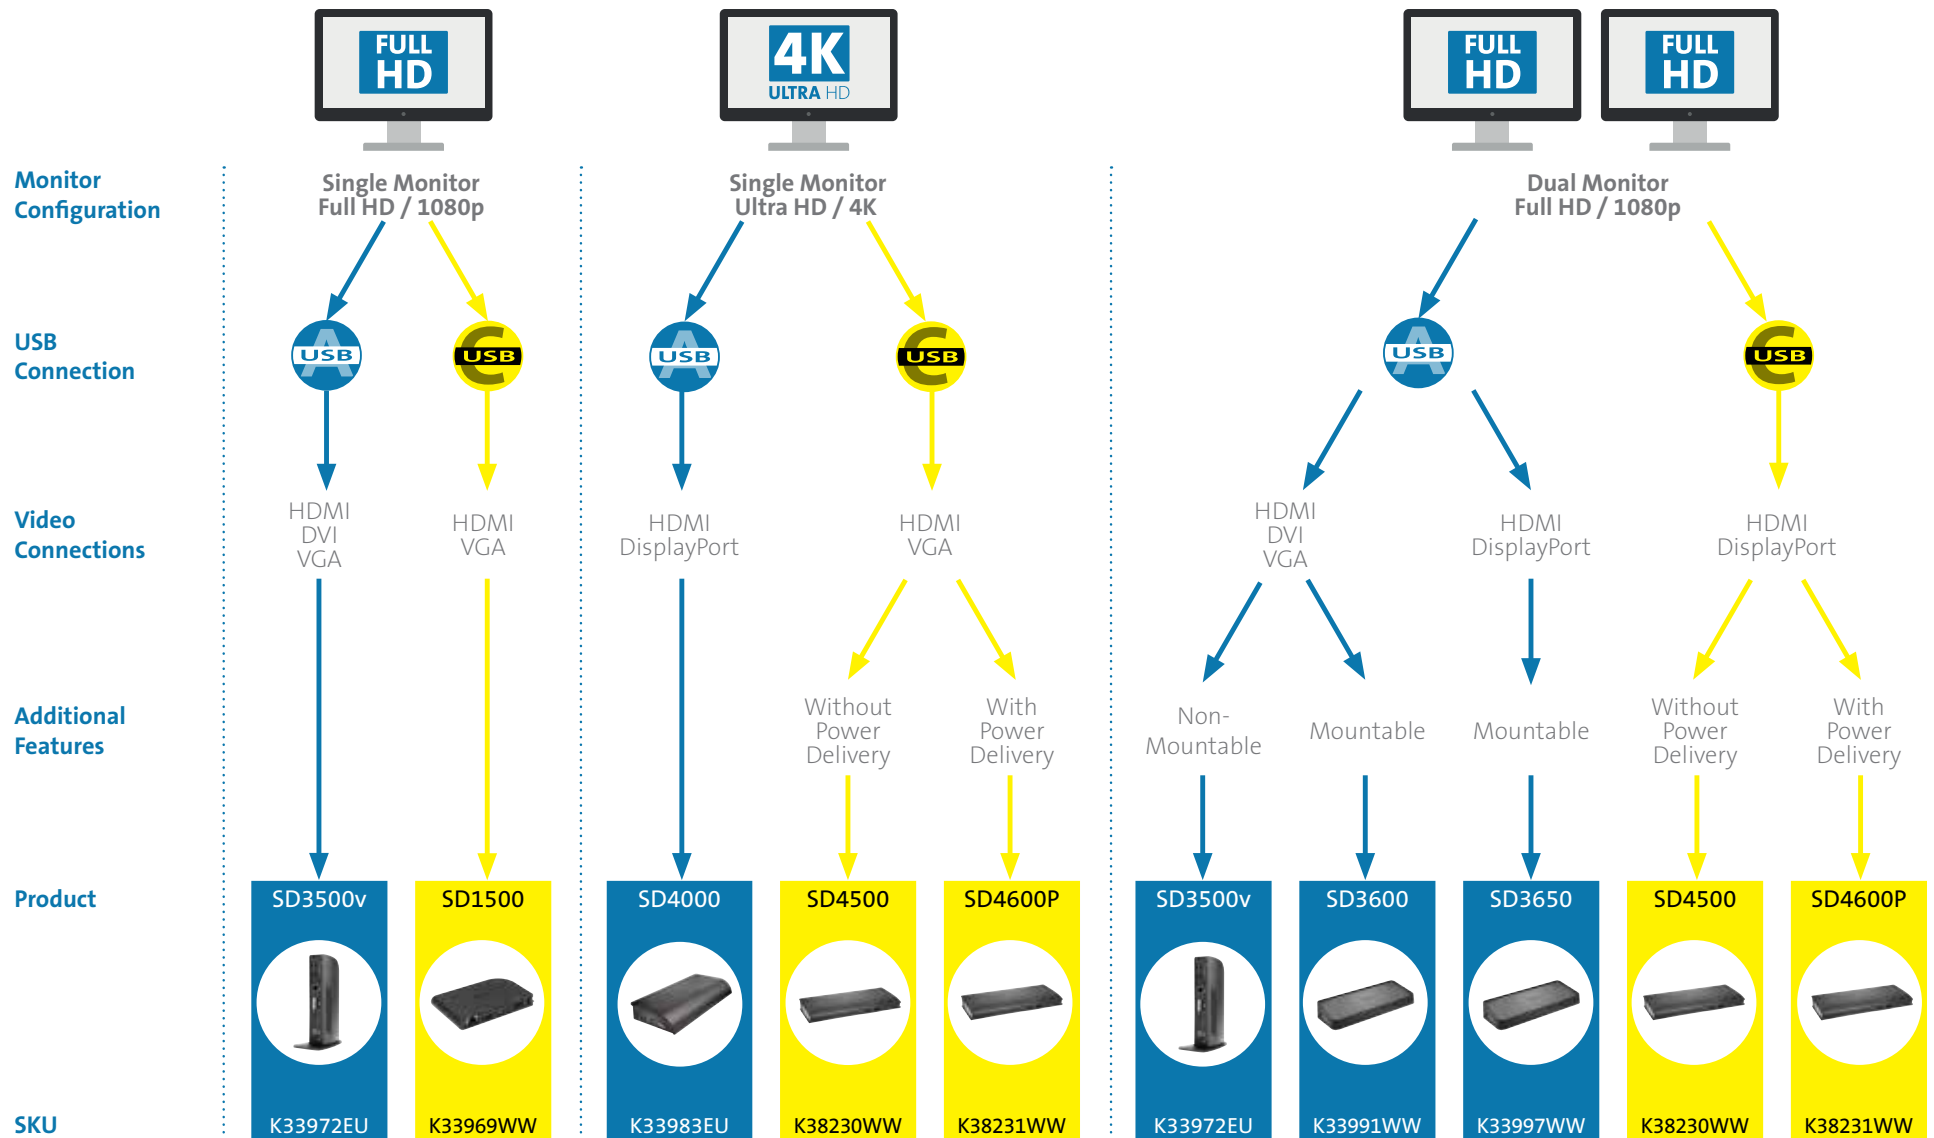 FULL
HD
4K
ULTRA HD
FULL
HD
FULL
HD
Monitor
Configuration
Single Monitor
Full HD / 1080p
Single Monitor
Ultra HD / 4K
Dual Monitor
Full HD / 1080p
USB
Connection
A
USB
C
USB
A
USB
C
USB
A
USB
C
USB
Video
Connections
HDMI
DVI
VGA
HDMI
VGA
HDMI
DisplayPort
HDMI
VGA
HDMI
DVI
VGA
HDMI
DisplayPort
HDMI
DisplayPort
Additional
Features
Without
Power
Delivery
With
Power
Delivery
Non-
Mountable
Mountable
Mountable
Without
Power
Delivery
With
Power
Delivery
Product
SD3500v
SD1500
SD4000
SD4500
SD4600P
SD3500v
SD3600
SD3650
SD4500
SD4600P
SKU
K33972EU
K33969WW
K33983EU
K38230WW
K38231WW
K33972EU
K33991WW
K33997WW
K38230WW
K38231WW